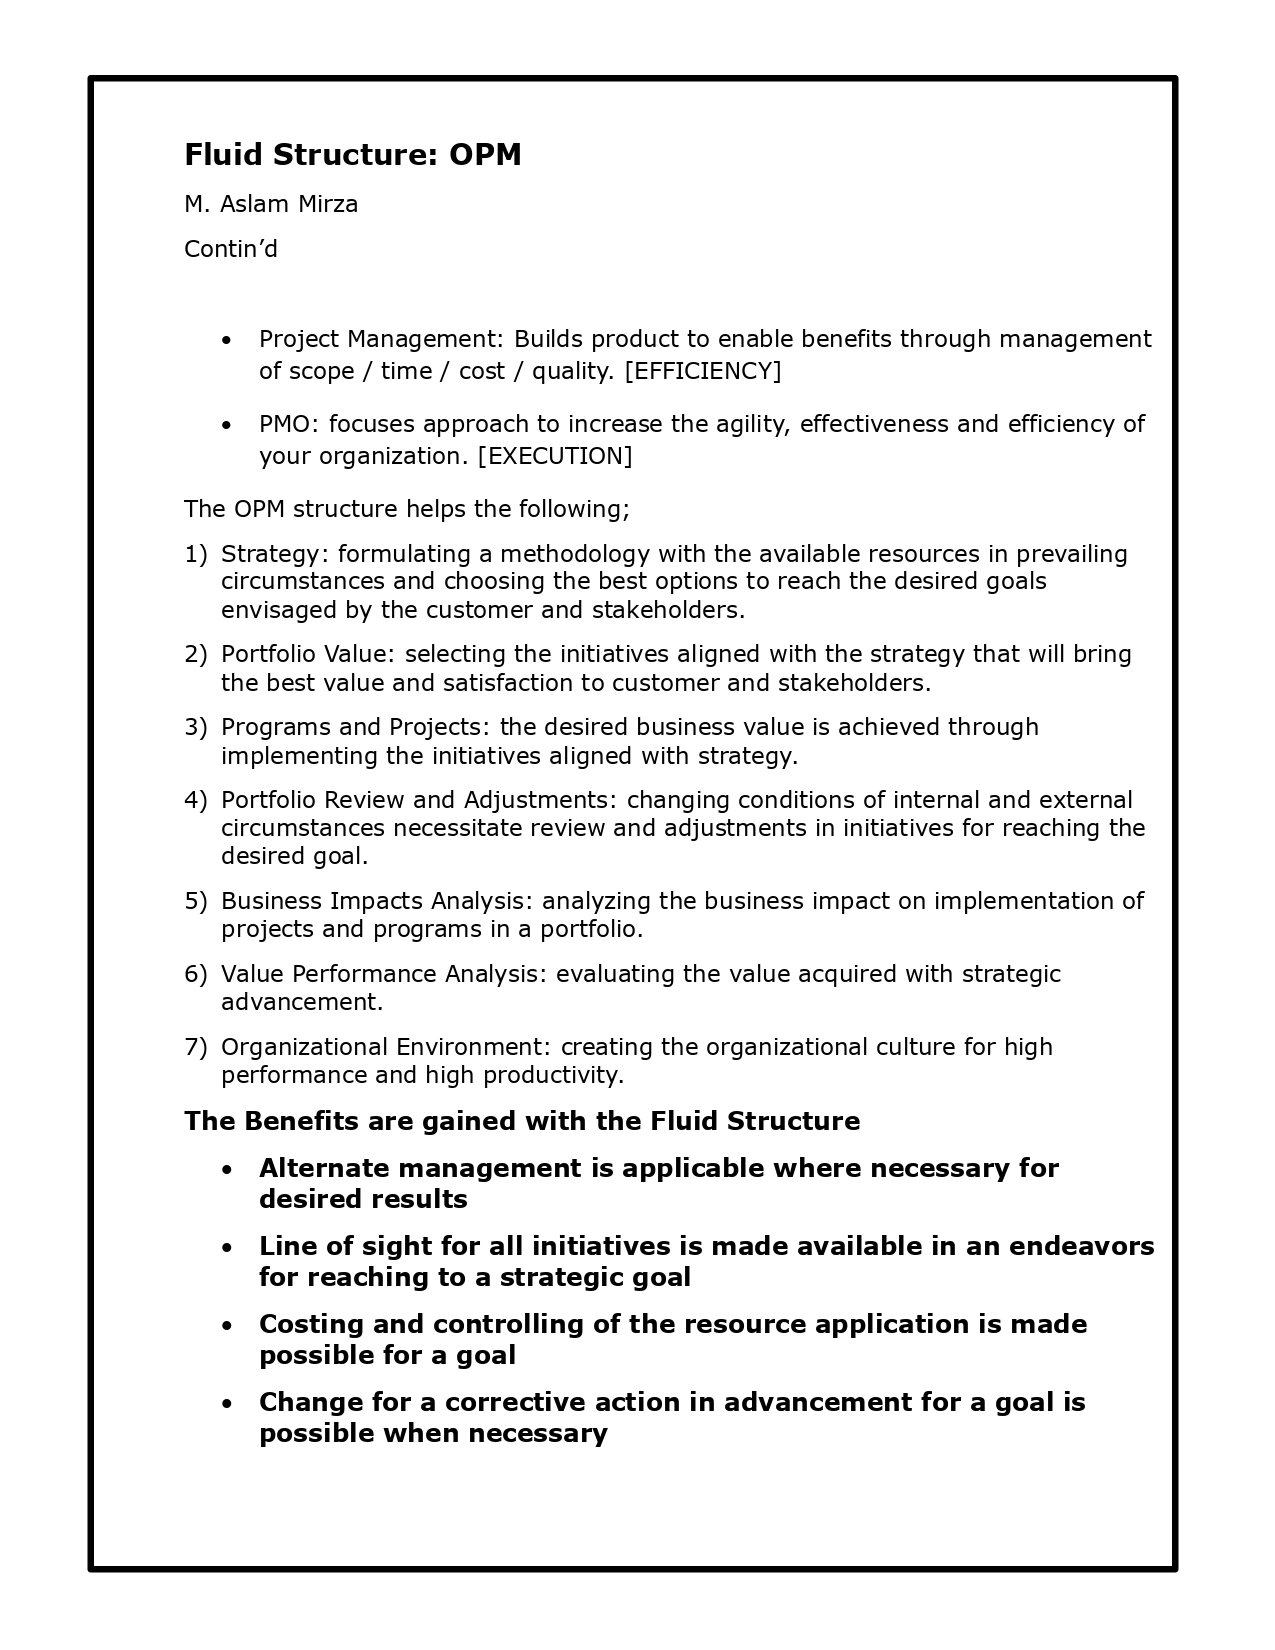 Fluid Structure: OPM
M. Aslam Mirza
Contin’d
• Project Management: Builds product to enable benefits through management
of scope / time / cost / quality. [EFFICIENCY]
• PMO: focuses approach to increase the agility, effectiveness and efficiency of
your organization. [EXECUTION]
The OPM structure helps the following;
1) Strategy: formulating a methodology with the available resources in prevailing
circumstances and choosing the best options to reach the desired goals
envisaged by the customer and stakeholders.
2) Portfolio Value: selecting the initiatives aligned with the strategy that will bring
the best value and satisfaction to customer and stakeholders.
3) Programs and Projects: the desired business value is achieved through
implementing the initiatives aligned with strategy.
4) Portfolio Review and Adjustments: changing conditions of internal and external
circumstances necessitate review and adjustments in initiatives for reaching the
desired goal.
5) Business Impacts Analysis: analyzing the business impact on implementation of
projects and programs in a portfolio.
6) Value Performance Analysis: evaluating the value acquired with strategic
advancement.
7) Organizational Environment: creating the organizational culture for high
performance and high productivity.
The Benefits are gained with the Fluid Structure
• Alternate management is applicable where necessary for
desired results
• Line of sight for all initiatives is made available in an endeavors
for reaching to a strategic goal
• Costing and controlling of the resource application is made
possible for a goal
• Change for a corrective action in advancement for a goal is
possible when necessary